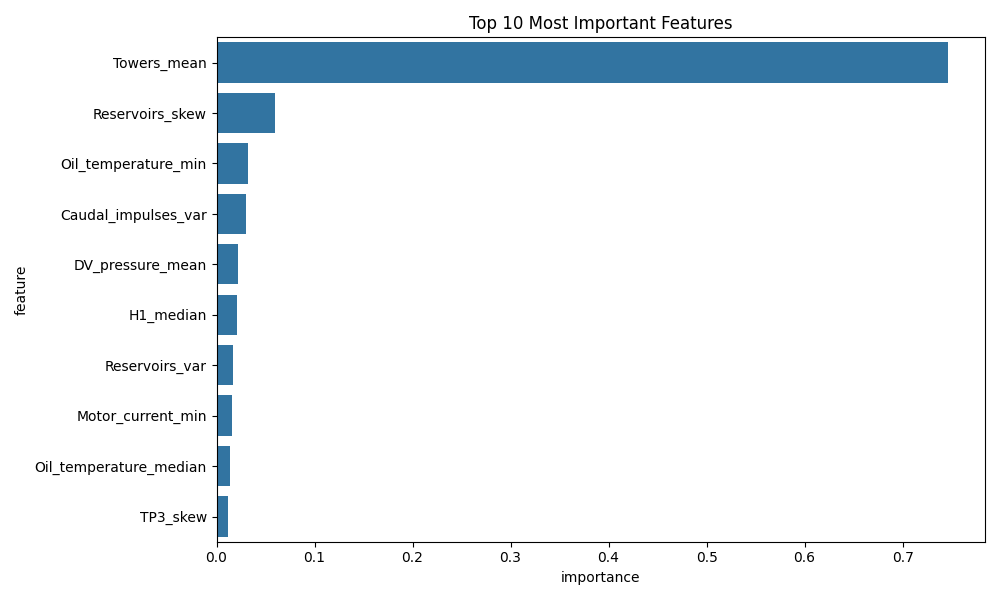 Top 10 Most Important Features
Towers_mean
Reservoirs_skew
Oil_temperature_min
Caudal_impulses_var
DV_pressure_mean
H1_median
Reservoirs_var
Motor_current_min
Oil_temperature_median
TP3_skew
feature
0.0 0.1 0.2 0.3 0.4 0.5 0.6 0.7
importance